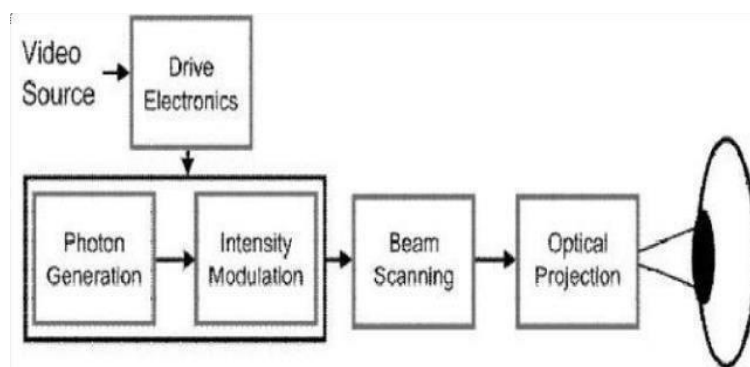 Video
Source
Drive
Electronics
Photon
Generation
Intensity
Modulation
Beam
Scanning
Optical
Projection